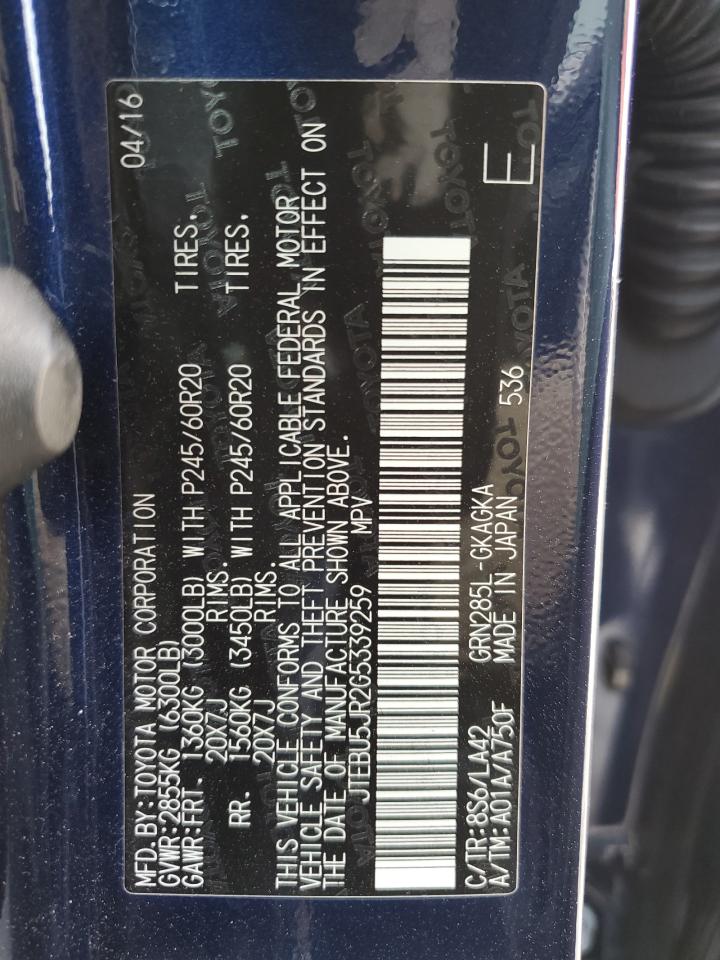 MFD. BY: TOYOTA MOTOR CORPORATION 04/16
GVWR: 2855KG (6300LB)
GAWR: FRT. 1360KG (3000LB) WITH P245/60R20 TIRES.
20X7J RIMS.
RR. 1560KG (3450LB) WITH P245/60R20 TIRES.
20X7J RIMS.
THIS VEHICLE CONFORMS TO ALL APPLICABLE FEDERAL MOTOR
VEHICLE SAFETY AND THEFT PREVENTION STANDARDS IN EFFECT ON
THE DATE OF MANUFACTURE SHOWN ABOVE.
JTEBU5JR2G5339259 MPV
C/TR: 8S6/LA42 GRN285L-GKAGKA
A/TM: A01A/A750F MADE IN JAPAN 536
E